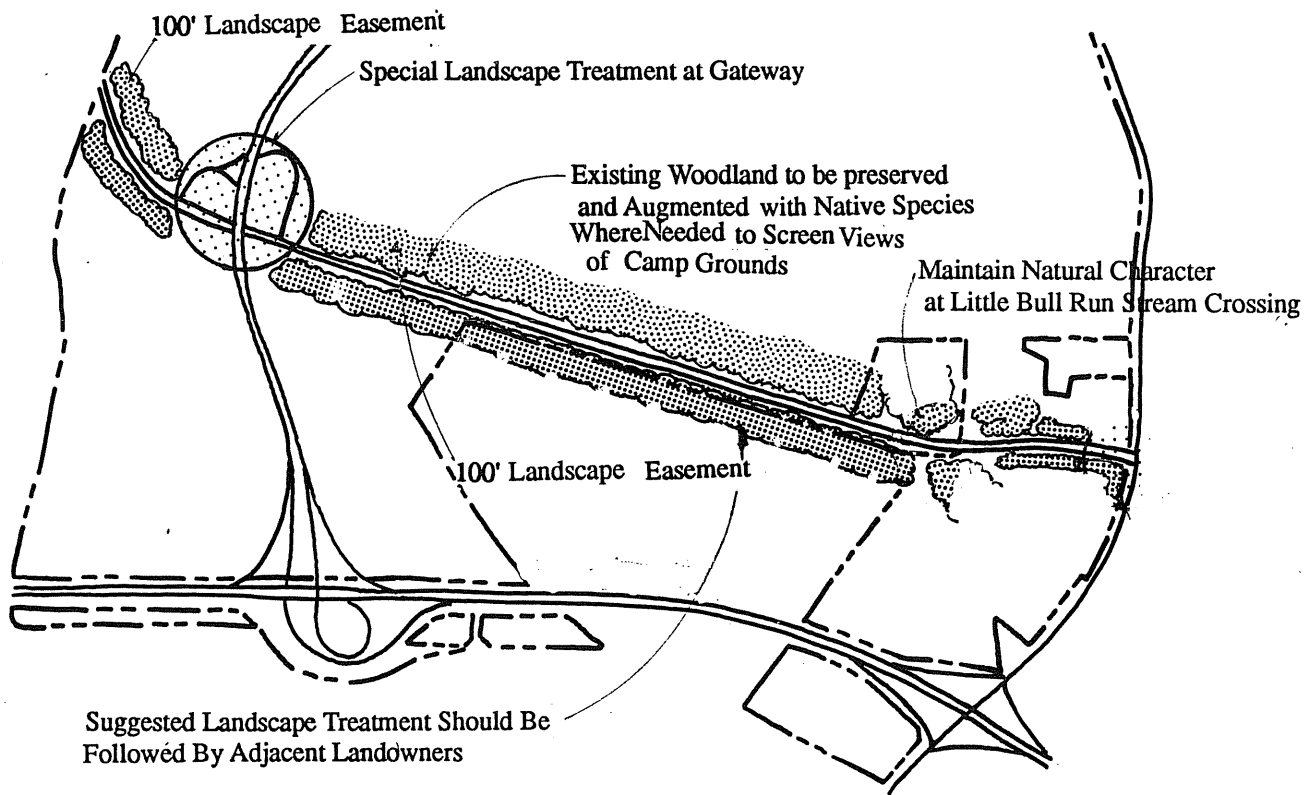 100' Landscape Easement
Special Landscape Treatment at Gateway
Existing Woodland to be preserved
and Augmented with Native Species
WhereNeeded to Screen Views
of Camp Grounds
Maintain Natural Character
at Little Bull Run Stream Crossing
100' Landscape Easement
Suggested Landscape Treatment Should Be
Followed By Adjacent Landowners